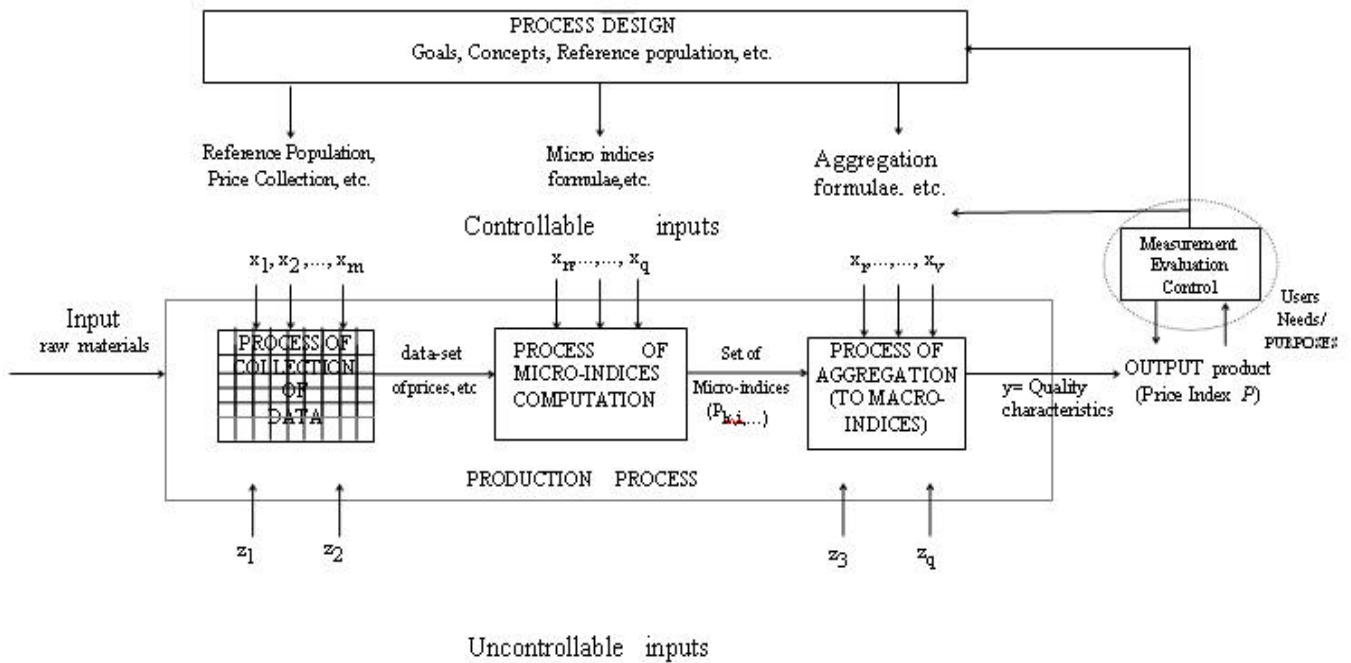 PROCESS DESIGN
Goals, Concepts, Reference population, etc.
Reference Population,
Price Collection, etc.
Micro indices
formulae,etc.
Aggregation
formulae. etc.
Controllable inputs
x1, x2 ,..., xm
x ,...,..., xq
xr,...,..., xv
Measurement
Evaluation
Control
Users
Needs/
PURPOSES
Input
raw materials
PROCESS OF
COLLECTION
OF
DATA
data-set
of prices, etc
PROCESS OF
MICRO-INDICES
COMPUTATION
Set of
Micro-indices
(P ,...)
PROCESS OF
AGGREGATION
(TO MACRO-
INDICES)
y= Quality
characteristics
OUTPUT product
(Price Index P)
PRODUCTION PROCESS
z1
z2
z3
zq
Uncontrollable inputs